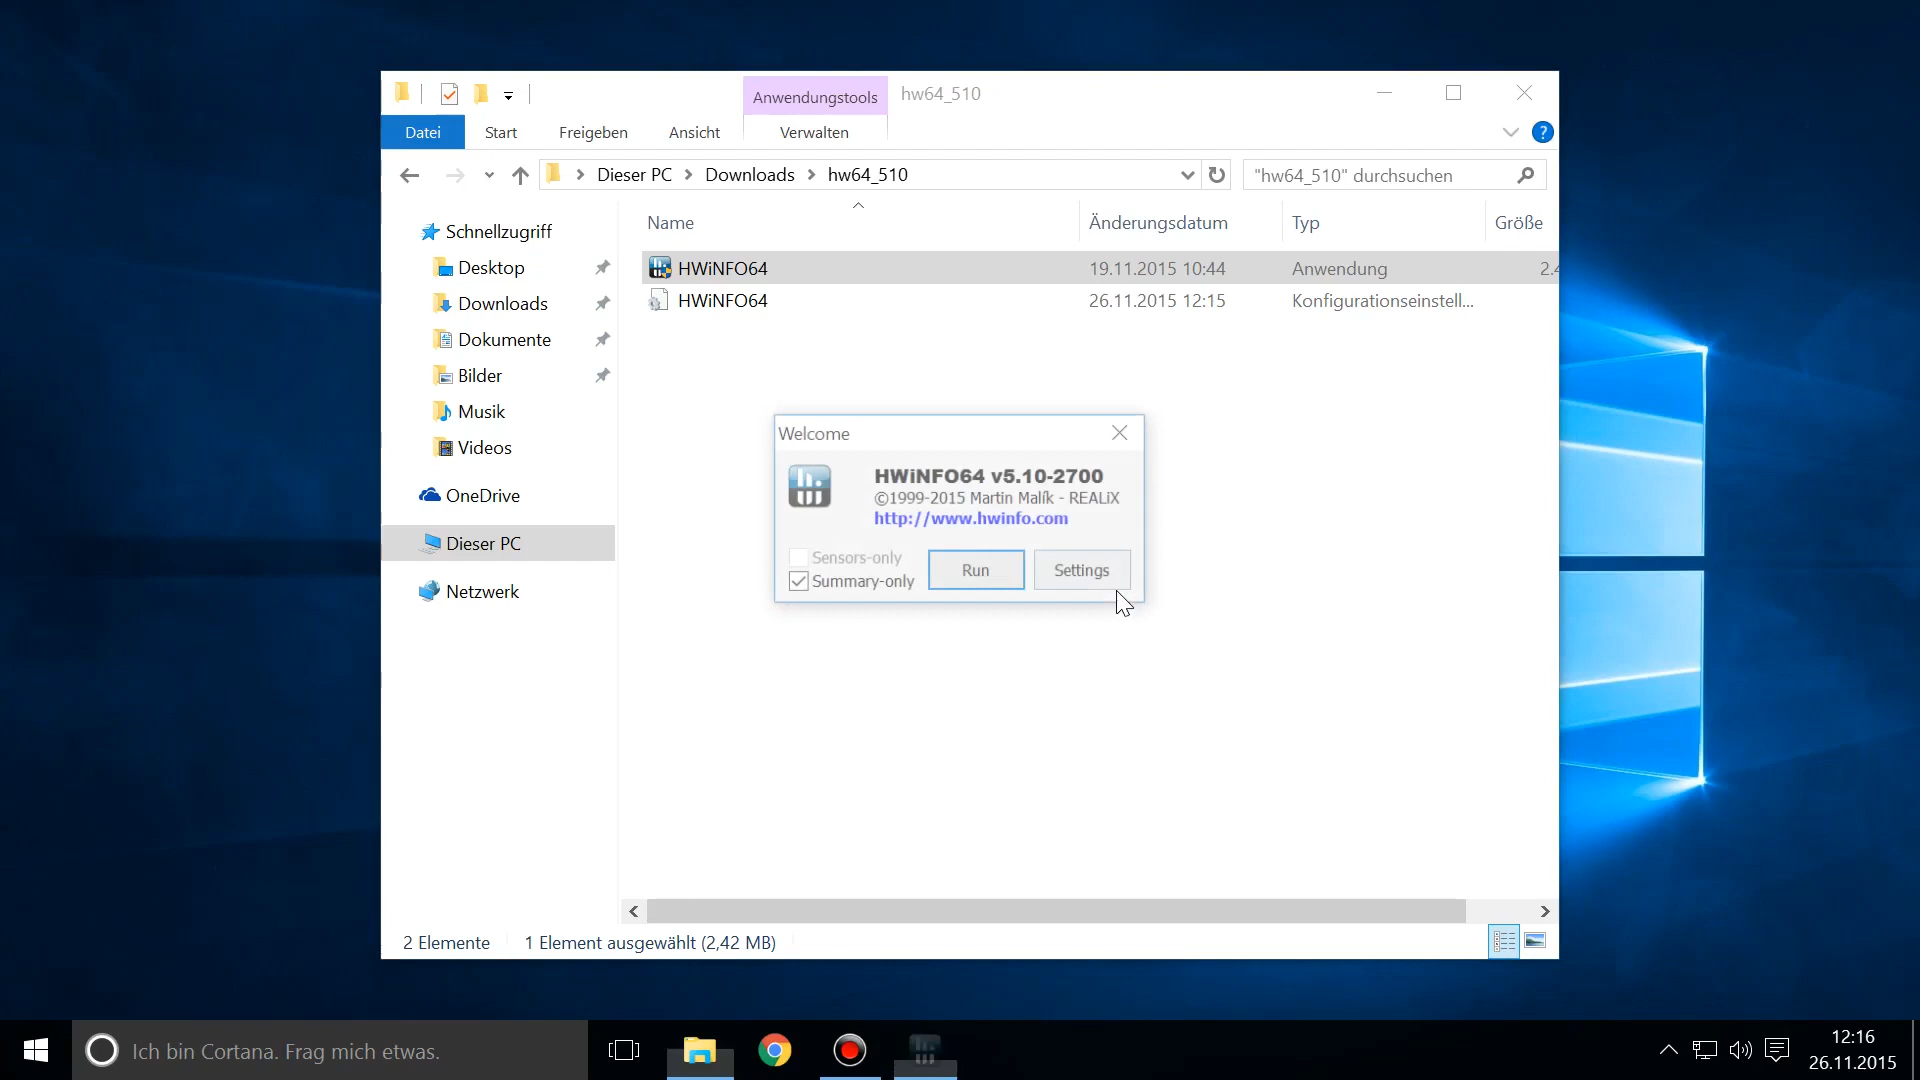 Anwendungstools
hw64_510
Datei
Start
Freigeben
Ansicht
Verwalten
Dieser PC
Downloads
hw64_510
"hw64_510" durchsuchen
Schnellzugriff
Desktop
Downloads
Dokumente
Bilder
Musik
Videos
OneDrive
Dieser PC
Netzwerk
Name
Änderungsdatum
Typ
Größe
HWiNFO64
19.11.2015 10:44
Anwendung
2.4
HWiNFO64
26.11.2015 12:15
Konfigurationseinstell...
Welcome
HWiNFO64 v5.10-2700
©1999-2015 Martin Malík - REALiX
http://www.hwinfo.com
Sensors-only
Summary-only
Run
Settings
2 Elemente
1 Element ausgewählt (2,42 MB)
Ich bin Cortana. Frag mich etwas.
12:16
26.11.2015